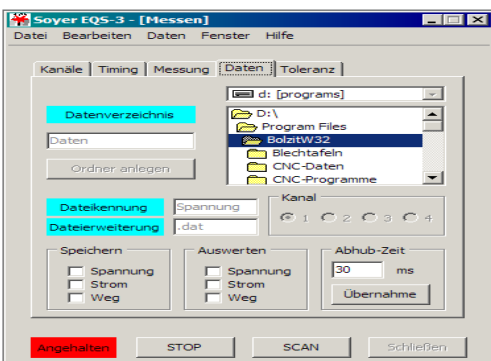 Soyer EQS-3 - [Messen]
Datei Bearbeiten Daten Fenster Hilfe
Kanäle Timing Messung Daten Toleranz
d: [programs]
Datenverzeichnis
D:\
Program Files
Daten
BolzitW32
Blechtafeln
Ordner anlegen
CNC-Daten
CNC-Programme
Kanal
Dateikennung Spannung
1 2 3 4
Dateierweiterung .dat
Speichern Auswerten Abhub-Zeit
Spannung Spannung 30 ms
Strom Strom
Weg Weg Übernahme
Angehalten STOP SCAN Schließen